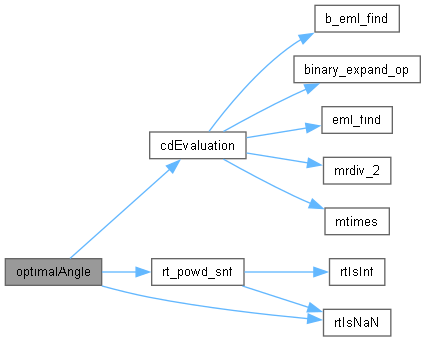 b_eml_find
binary_expand_op
eml_find
cdEvaluation
mrdiv_2
mtimes
optimalAngle
rt_powd_snf
rtIsInf
rtIsNaN